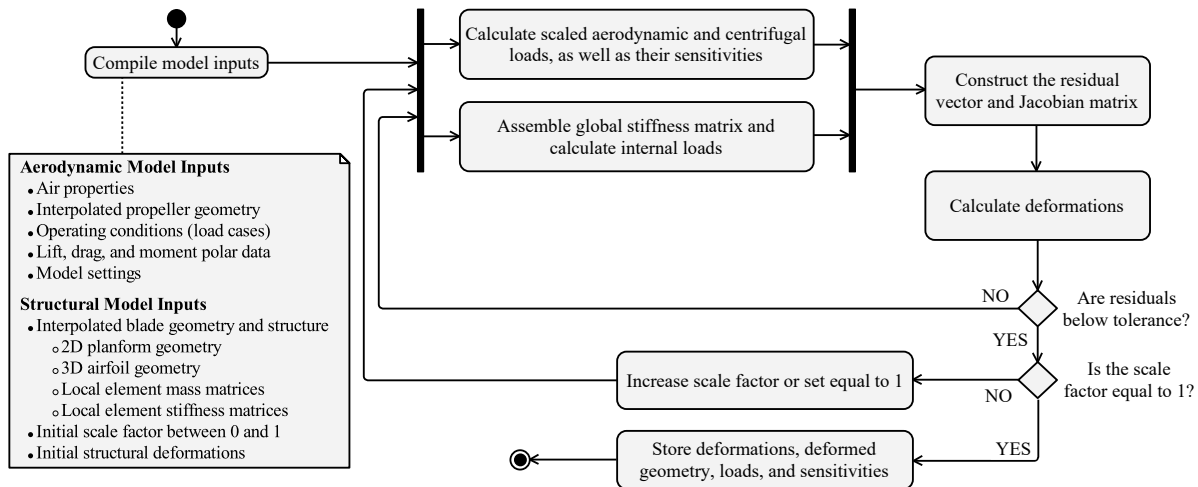 Compile model inputs
Aerodynamic Model Inputs
• Air properties
• Interpolated propeller geometry
• Operating conditions (load cases)
• Lift, drag, and moment polar data
• Model settings
Structural Model Inputs
• Interpolated blade geometry and structure
○ 2D planform geometry
○ 3D airfoil geometry
○ Local element mass matrices
○ Local element stiffness matrices
• Initial scale factor between 0 and 1
• Initial structural deformations
Calculate scaled aerodynamic and centrifugal
loads, as well as their sensitivities
Assemble global stiffness matrix and
calculate internal loads
Construct the residual
vector and Jacobian matrix
Calculate deformations
Are residuals
below tolerance?
NO
YES
Is the scale
factor equal to 1?
NO
YES
Increase scale factor or set equal to 1
Store deformations, deformed
geometry, loads, and sensitivities